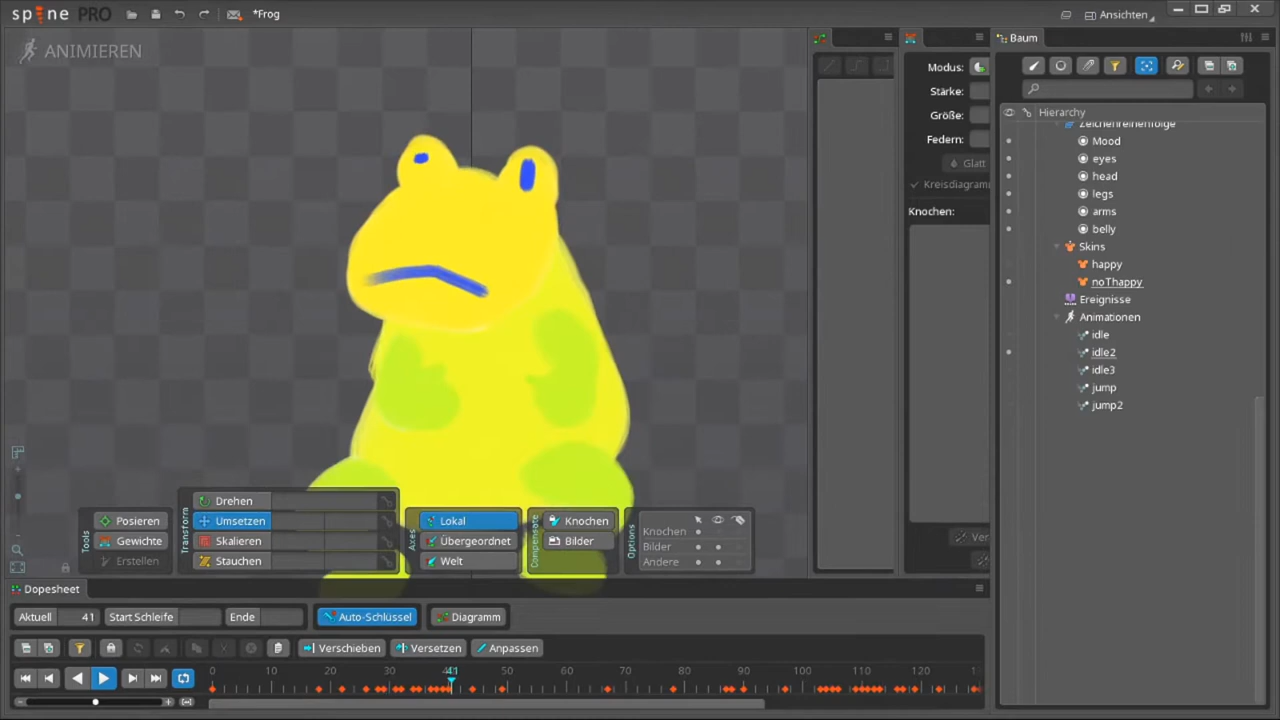 spine PRO
*Frog
Ansichten
ANIMIEREN
Modus:
Stärke:
Größe:
Federn:
Glatt
Kreisdiagramm
Knochen:
Baum
Hierarchy
Zeichenreihenfolge
Mood
eyes
head
legs
arms
belly
Skins
happy
noThappy
Ereignisse
Animationen
idle
idle2
idle3
jump
jump2
Tools
Posieren
Gewichte
Erstellen
Transform
Drehen
Umsetzen
Skalieren
Stauchen
Axes
Lokal
Übergeordnet
Welt
Compensate
Knochen
Bilder
Options
Knochen
Bilder
Andere
Ver
Dopesheet
Aktuell 41 Start Schleife Ende Auto-Schlüssel Diagramm
Verschieben Versetzen Anpassen
0 10 20 30 41 50 60 70 80 90 100 110 120